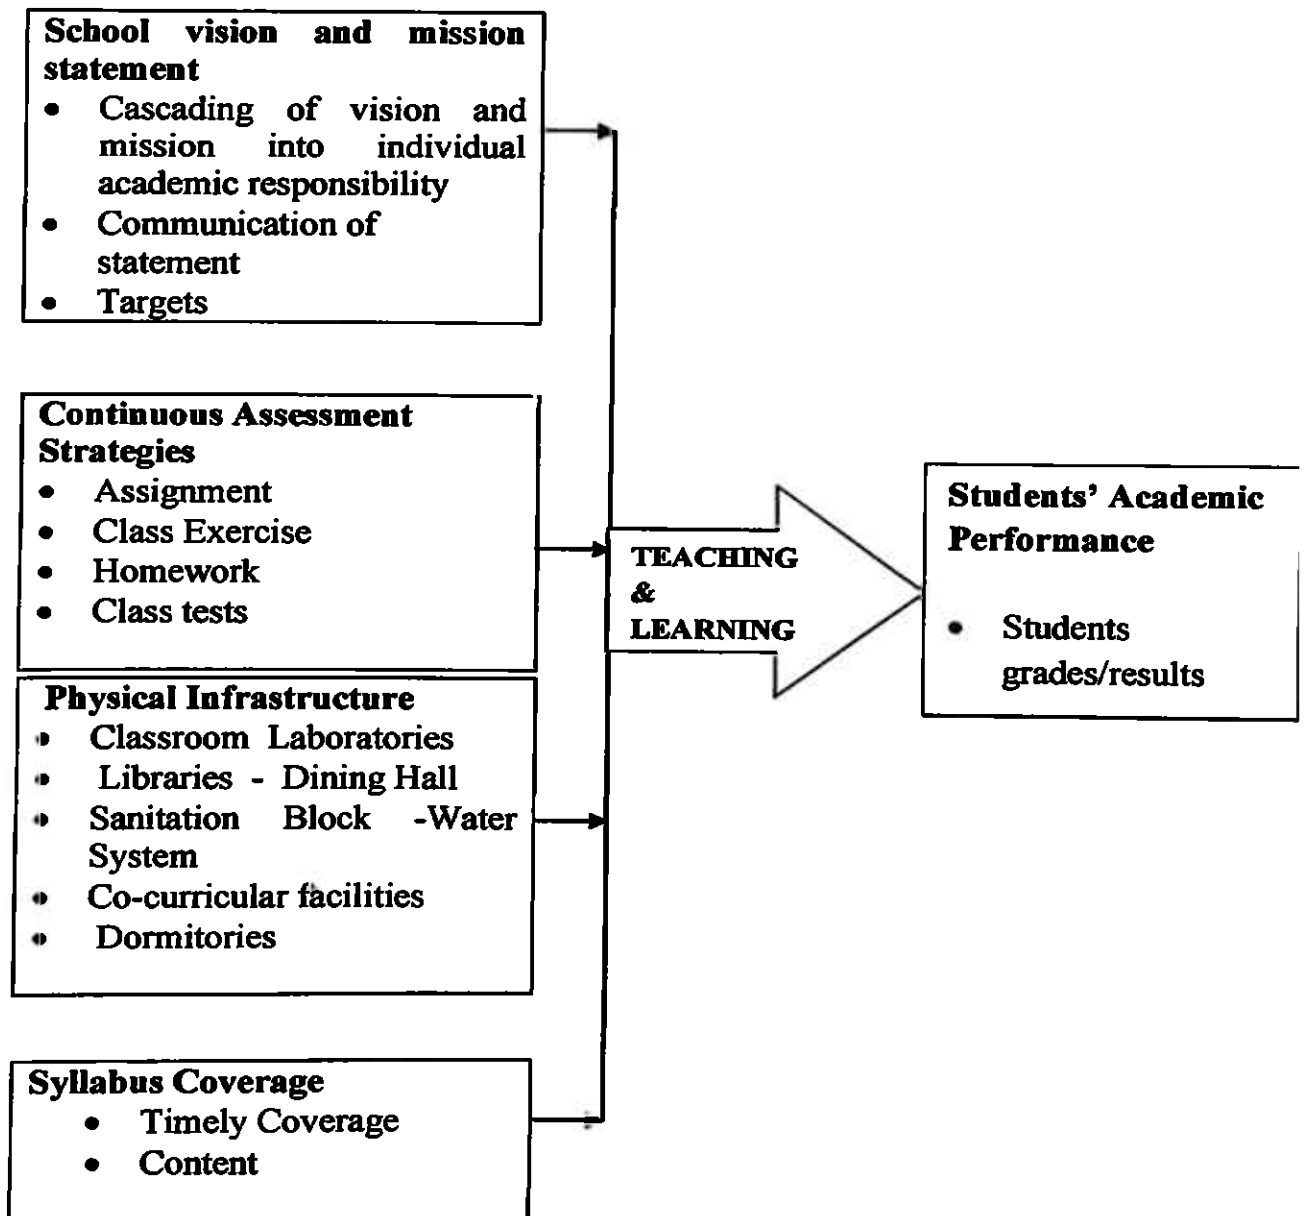 School vision and mission
statement
• Cascading of vision and
mission into individual
academic responsibility
• Communication of
statement
• Targets
Continuous Assessment
Strategies
• Assignment
• Class Exercise
• Homework
• Class tests
Physical Infrastructure
• Classroom Laboratories
• Libraries - Dining Hall
• Sanitation Block -Water
System
• Co-curricular facilities
• Dormitories
Syllabus Coverage
• Timely Coverage
• Content
TEACHING
&
LEARNING
Students’ Academic
Performance
• Students
grades/results